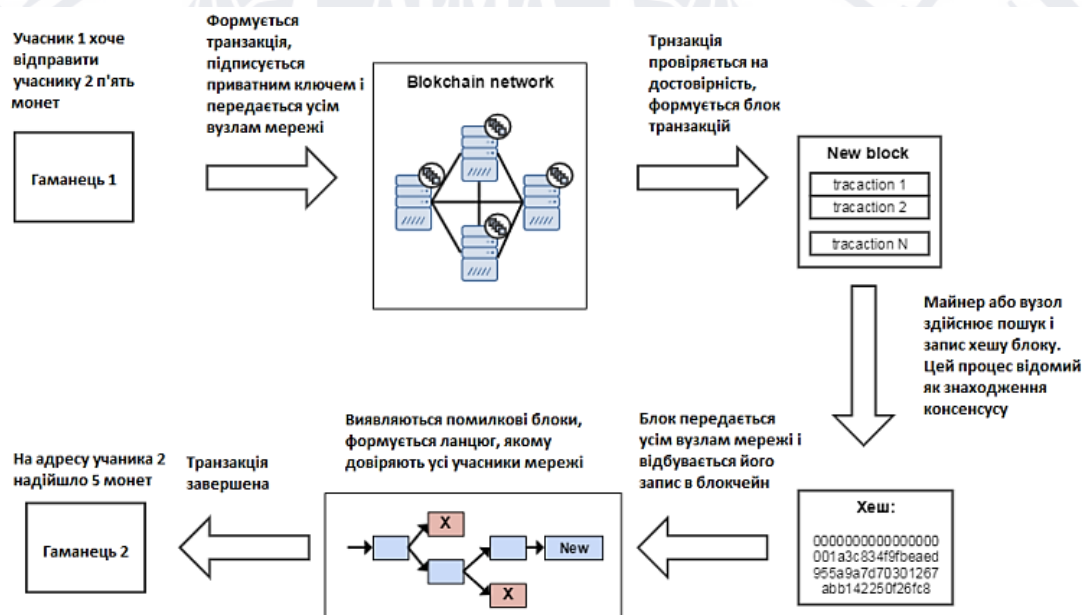 Учасник 1 хоче
відправити
учаснику 2 п'ять
монет
Гаманець 1
Формується
транзакція,
підписується
приватним ключем і
передається усім
вузлам мережі
Blokchain network
Трнзакція
провіряється на
достовірність,
формується блок
транзакцій
New block
tracaction 1
tracaction 2
tracaction N
Майнер або вузол
здійснює пошук і
запис хешу блоку.
Цей процес відомий
як знаходження
консенсусу
Хеш:
0000000000000000
001a3c834f9fbeaed
955a9a7d70301267
abb142250f26fc8
Блок передається
усім вузлам мережі і
відбувається його
запис в блокчейн
Виявляються помилкові блоки,
формується ланцюг, якому
довіряють усі учасники мережі
X
New
X
Транзакція
завершена
На адресу учаника 2
надійшло 5 монет
Гаманець 2